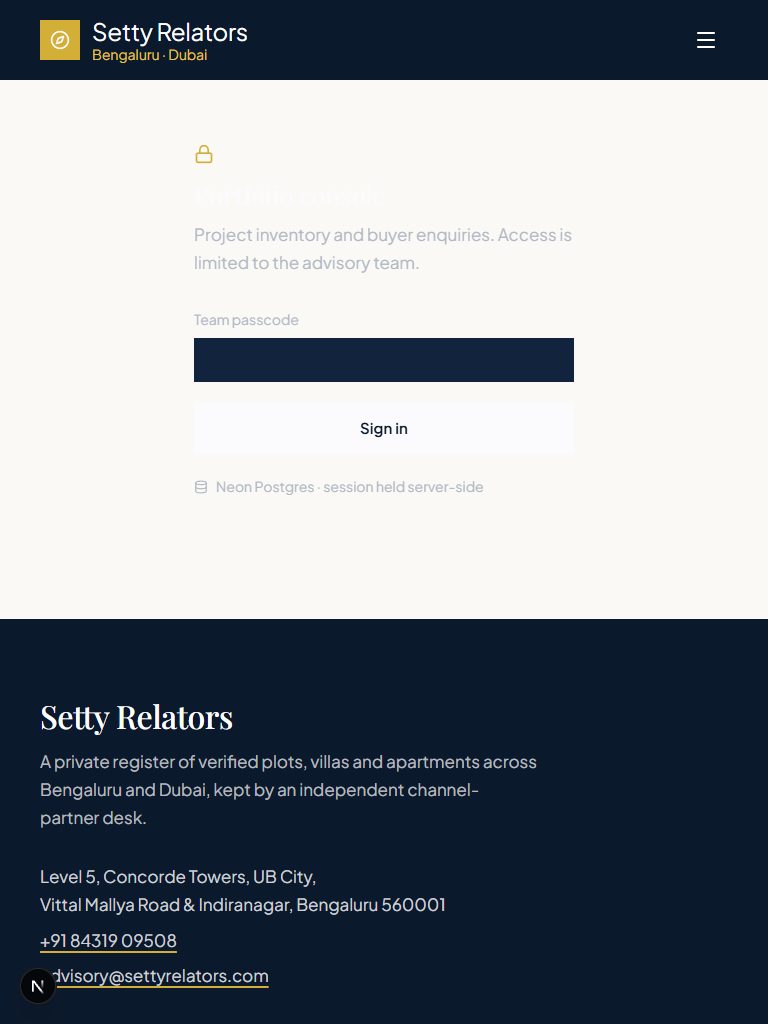 Setty Relators
Bengaluru · Dubai
Portfolio console
Project inventory and buyer enquiries. Access is
limited to the advisory team.
Team passcode
Sign in
Neon Postgres · session held server-side
Setty Relators
A private register of verified plots, villas and apartments across
Bengaluru and Dubai, kept by an independent channel-
partner desk.
Level 5, Concorde Towers, UB City,
Vittal Mallya Road & Indiranagar, Bengaluru 560001
+91 84319 09508
dvisory@settyrelators.com
N